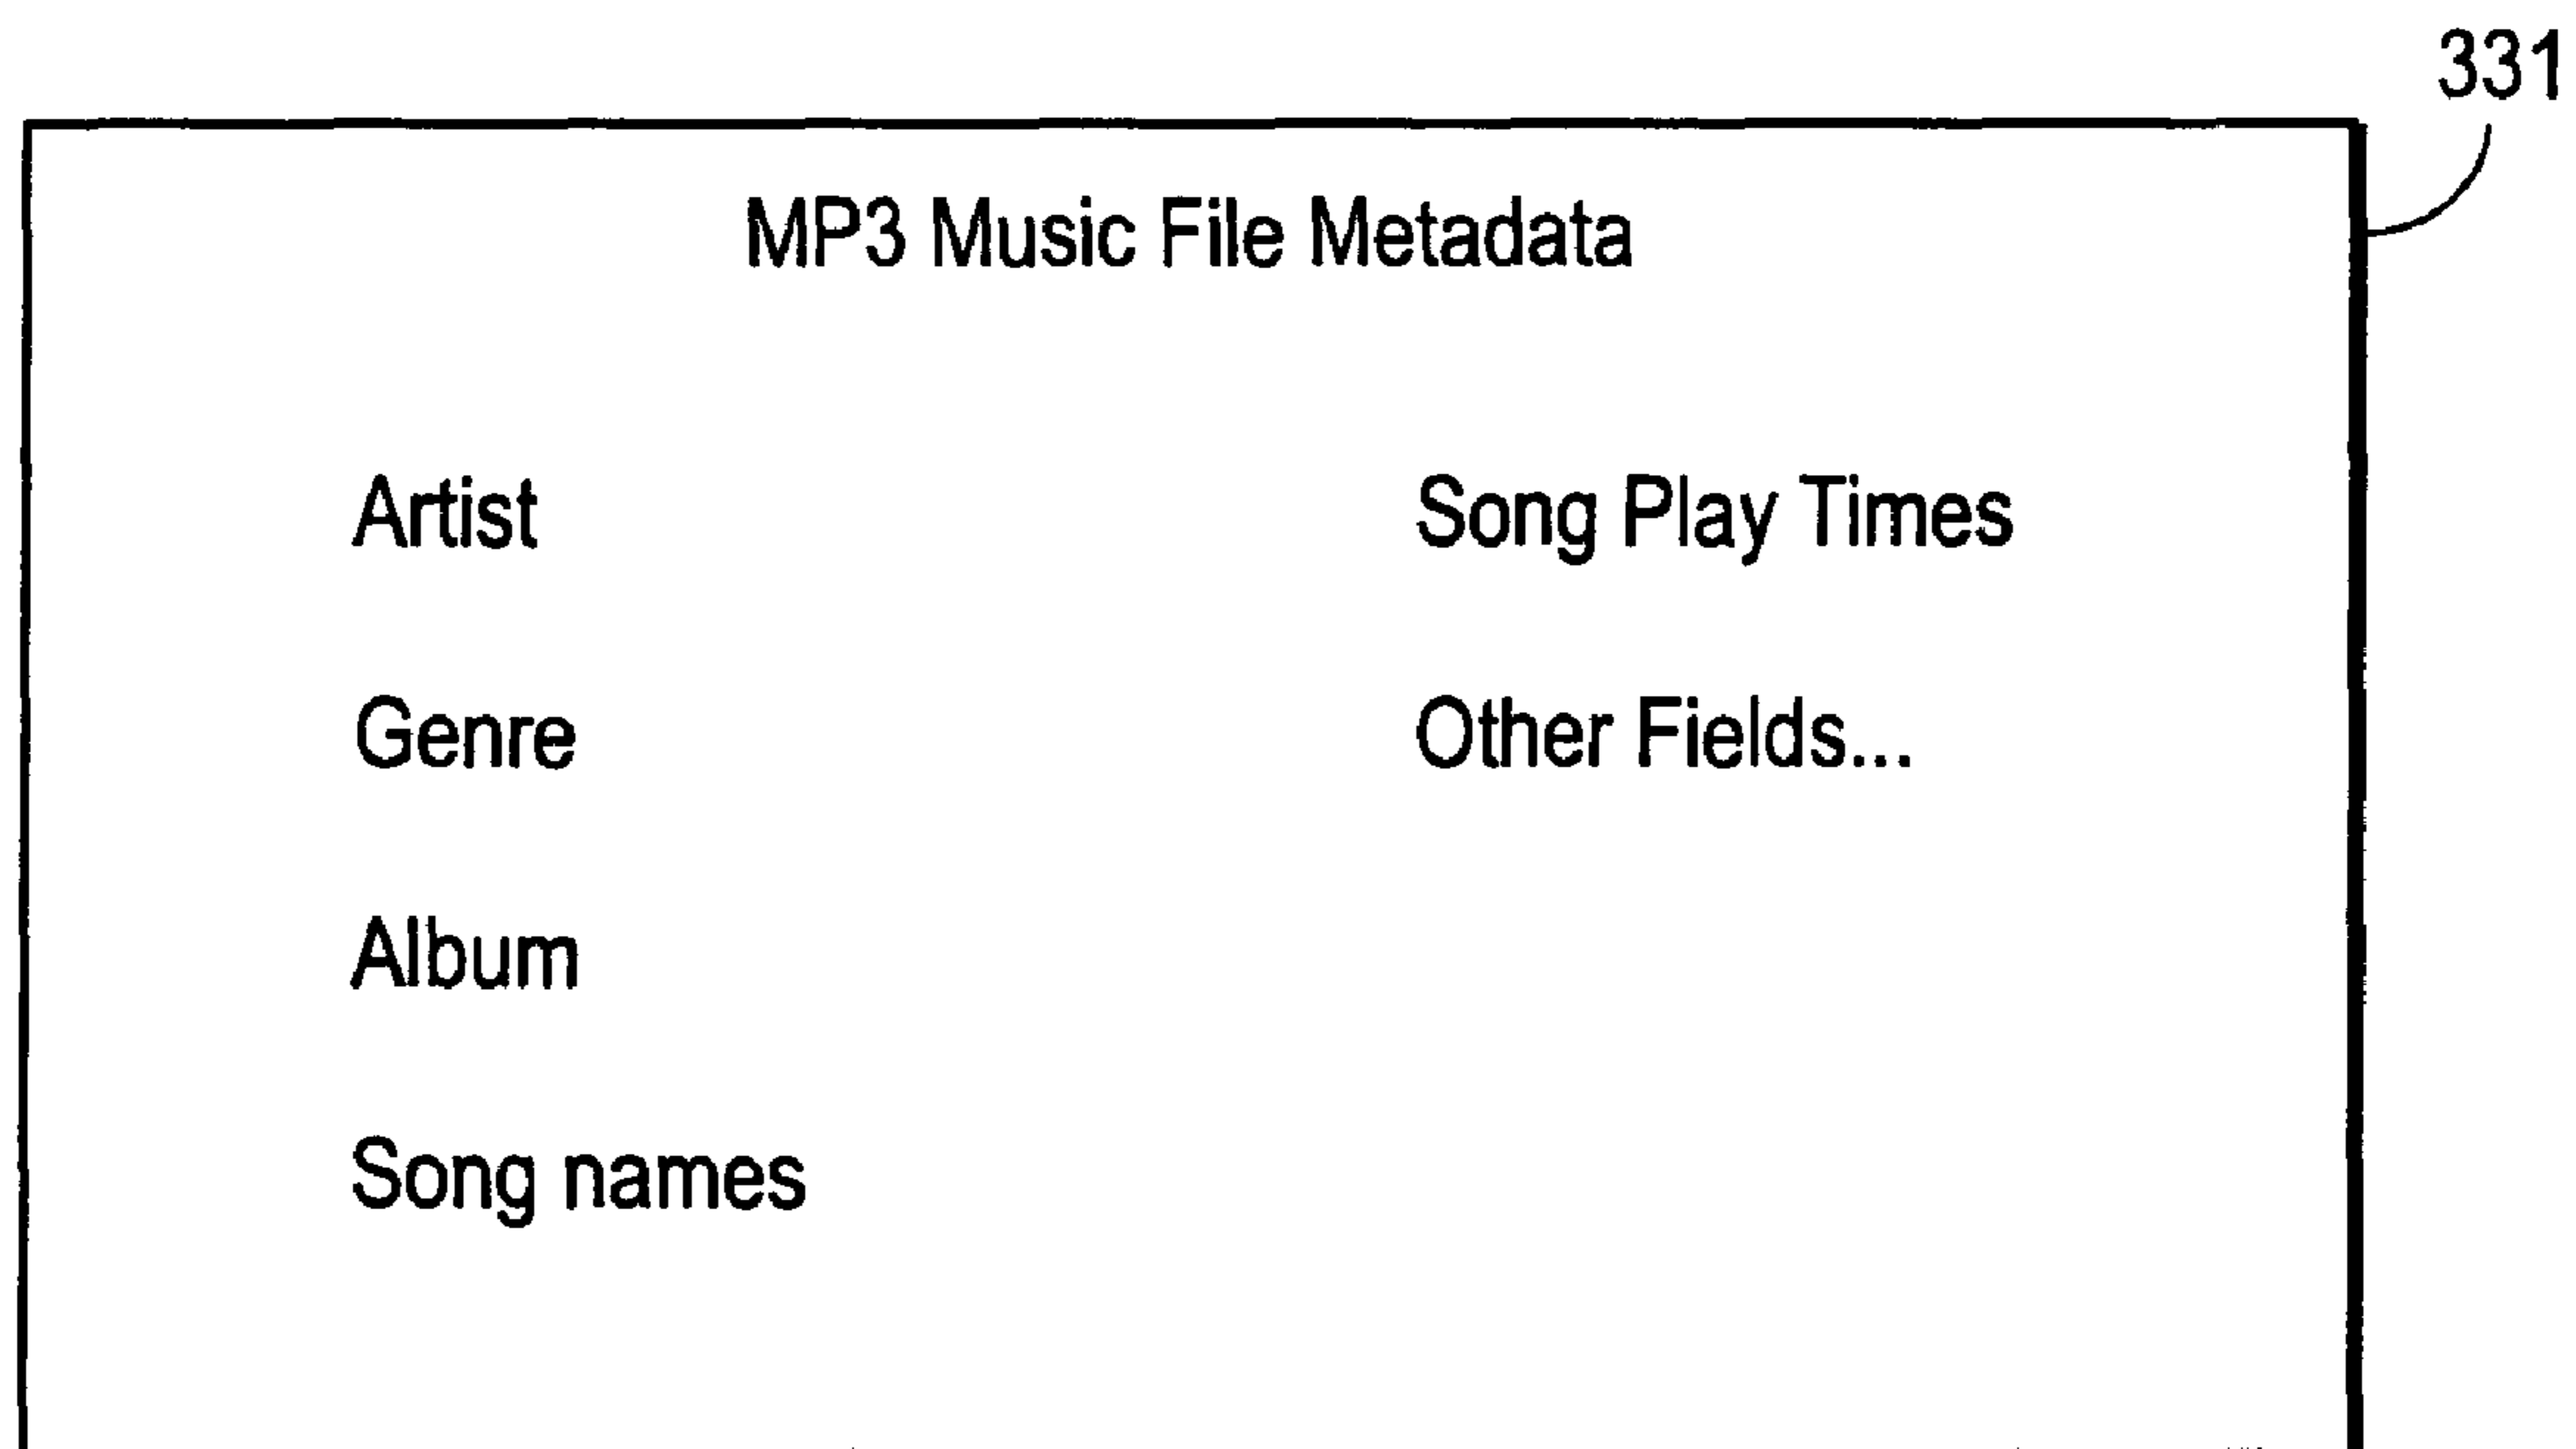 331
MP3 Music File Metadata
Artist
Song Play Times
Genre
Other Fields...
Album
Song names